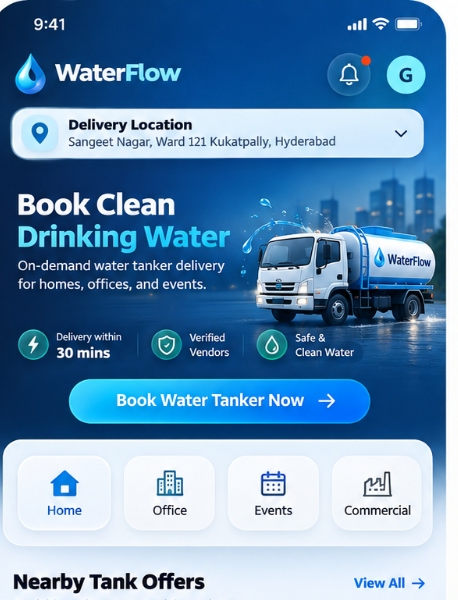 9:41
WaterFlow
G
Delivery Location
Sangeet Nagar, Ward 121 Kukatpally, Hyderabad
Book Clean
Drinking Water
On-demand water tanker delivery
for homes, offices, and events.
WaterFlow
Delivery within
30 mins
Verified
Vendors
Safe &
Clean Water
Book Water Tanker Now →
Home
Office
Events
Commercial
Nearby Tank Offers
View All →